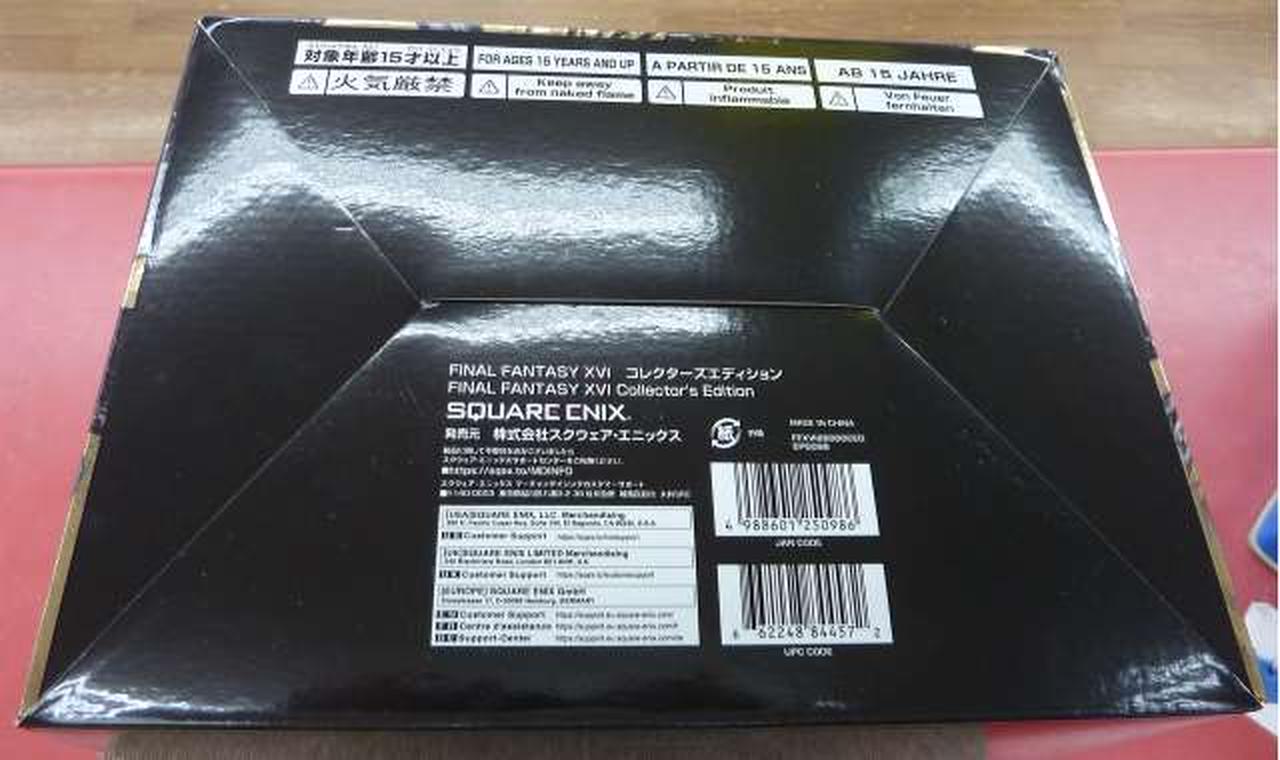 対象年齢15才以上
火気厳禁
FOR AGES 15 YEARS AND UP
Keep away
from naked flame
A PARTIR DE 15 ANS
Produit
inflammable
AB 15 JAHRE
Von Feuer
fernhalten
FINAL FANTASY XVI コレクターズエディション
FINAL FANTASY XVI Collector's Edition
SQUARE ENIX
発売元 株式会社スクウェア・エニックス
紙
MADE IN CHINA
4 988601 250986
JAN CODE
[USA]SQUARE ENIX, LLC. Merchandising
Customer Support
[UK]SQUARE ENIX LIMITED Merchandising
UK Customer Support
[EUROPE] SQUARE ENIX GmbH
Customer Support
Centre d'assistance
Support-Center
6 62248 84457 2
UPC CODE